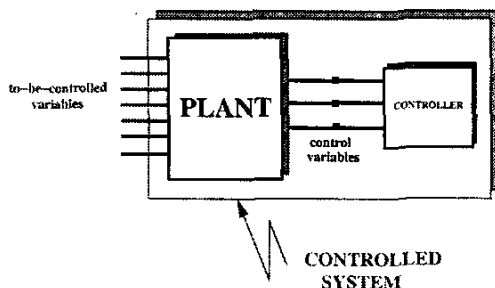 to-be-controlled
variables
PLANT
CONTROLLER
control
variables
CONTROLLED
SYSTEM